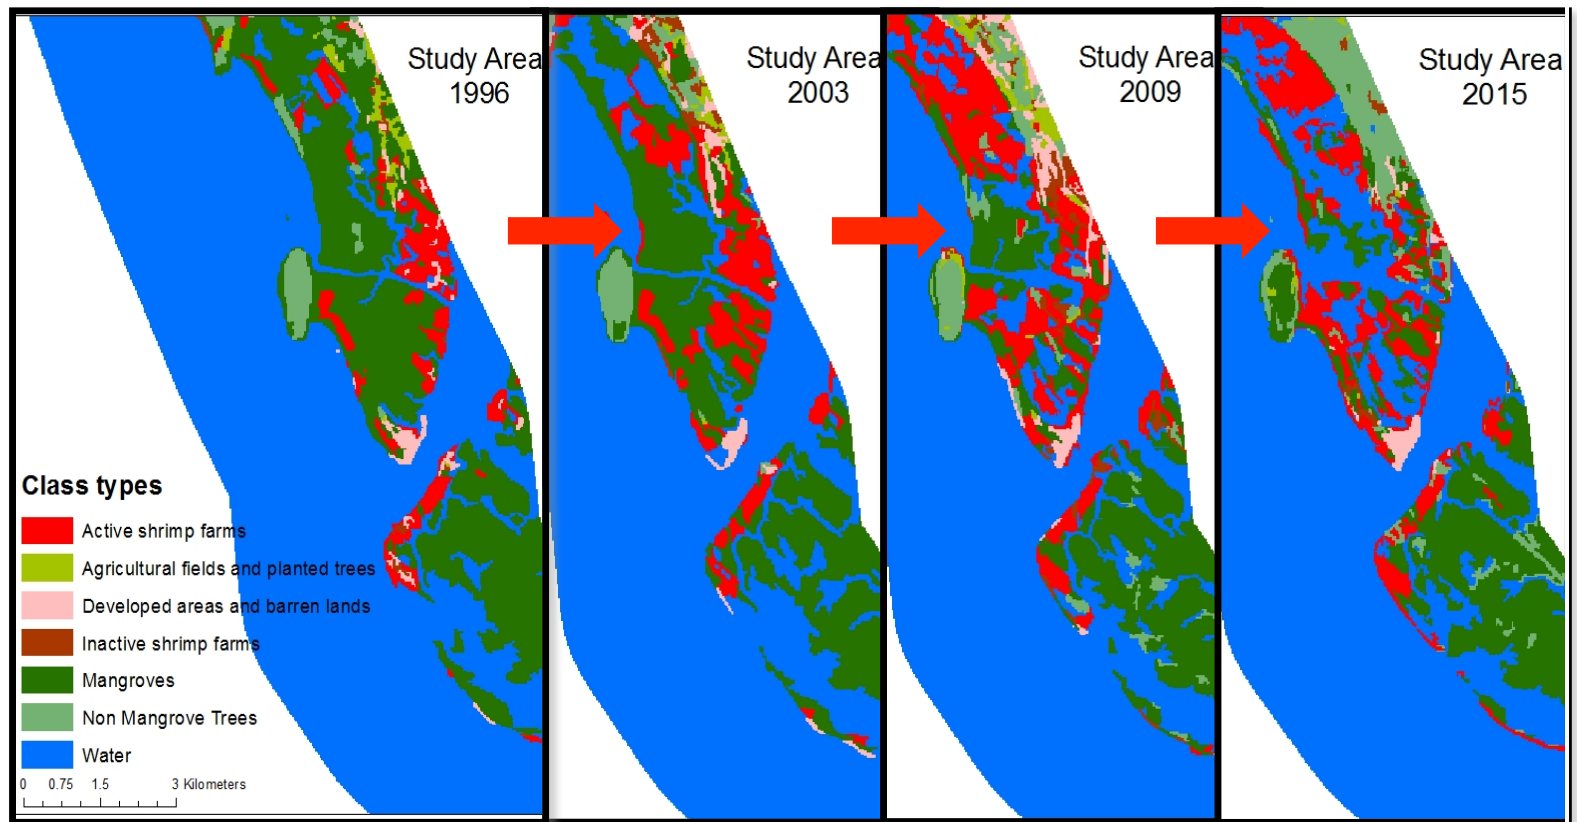 Study Area
1996
Study Area
2003
Study Area
2009
Study Area
2015
Class types
Active shrimp farms
Agricultural fields and planted trees
Developed areas and barren lands
Inactive shrimp farms
Mangroves
Non Mangrove Trees
Water
0 0.75 1.5 3 Kilometers